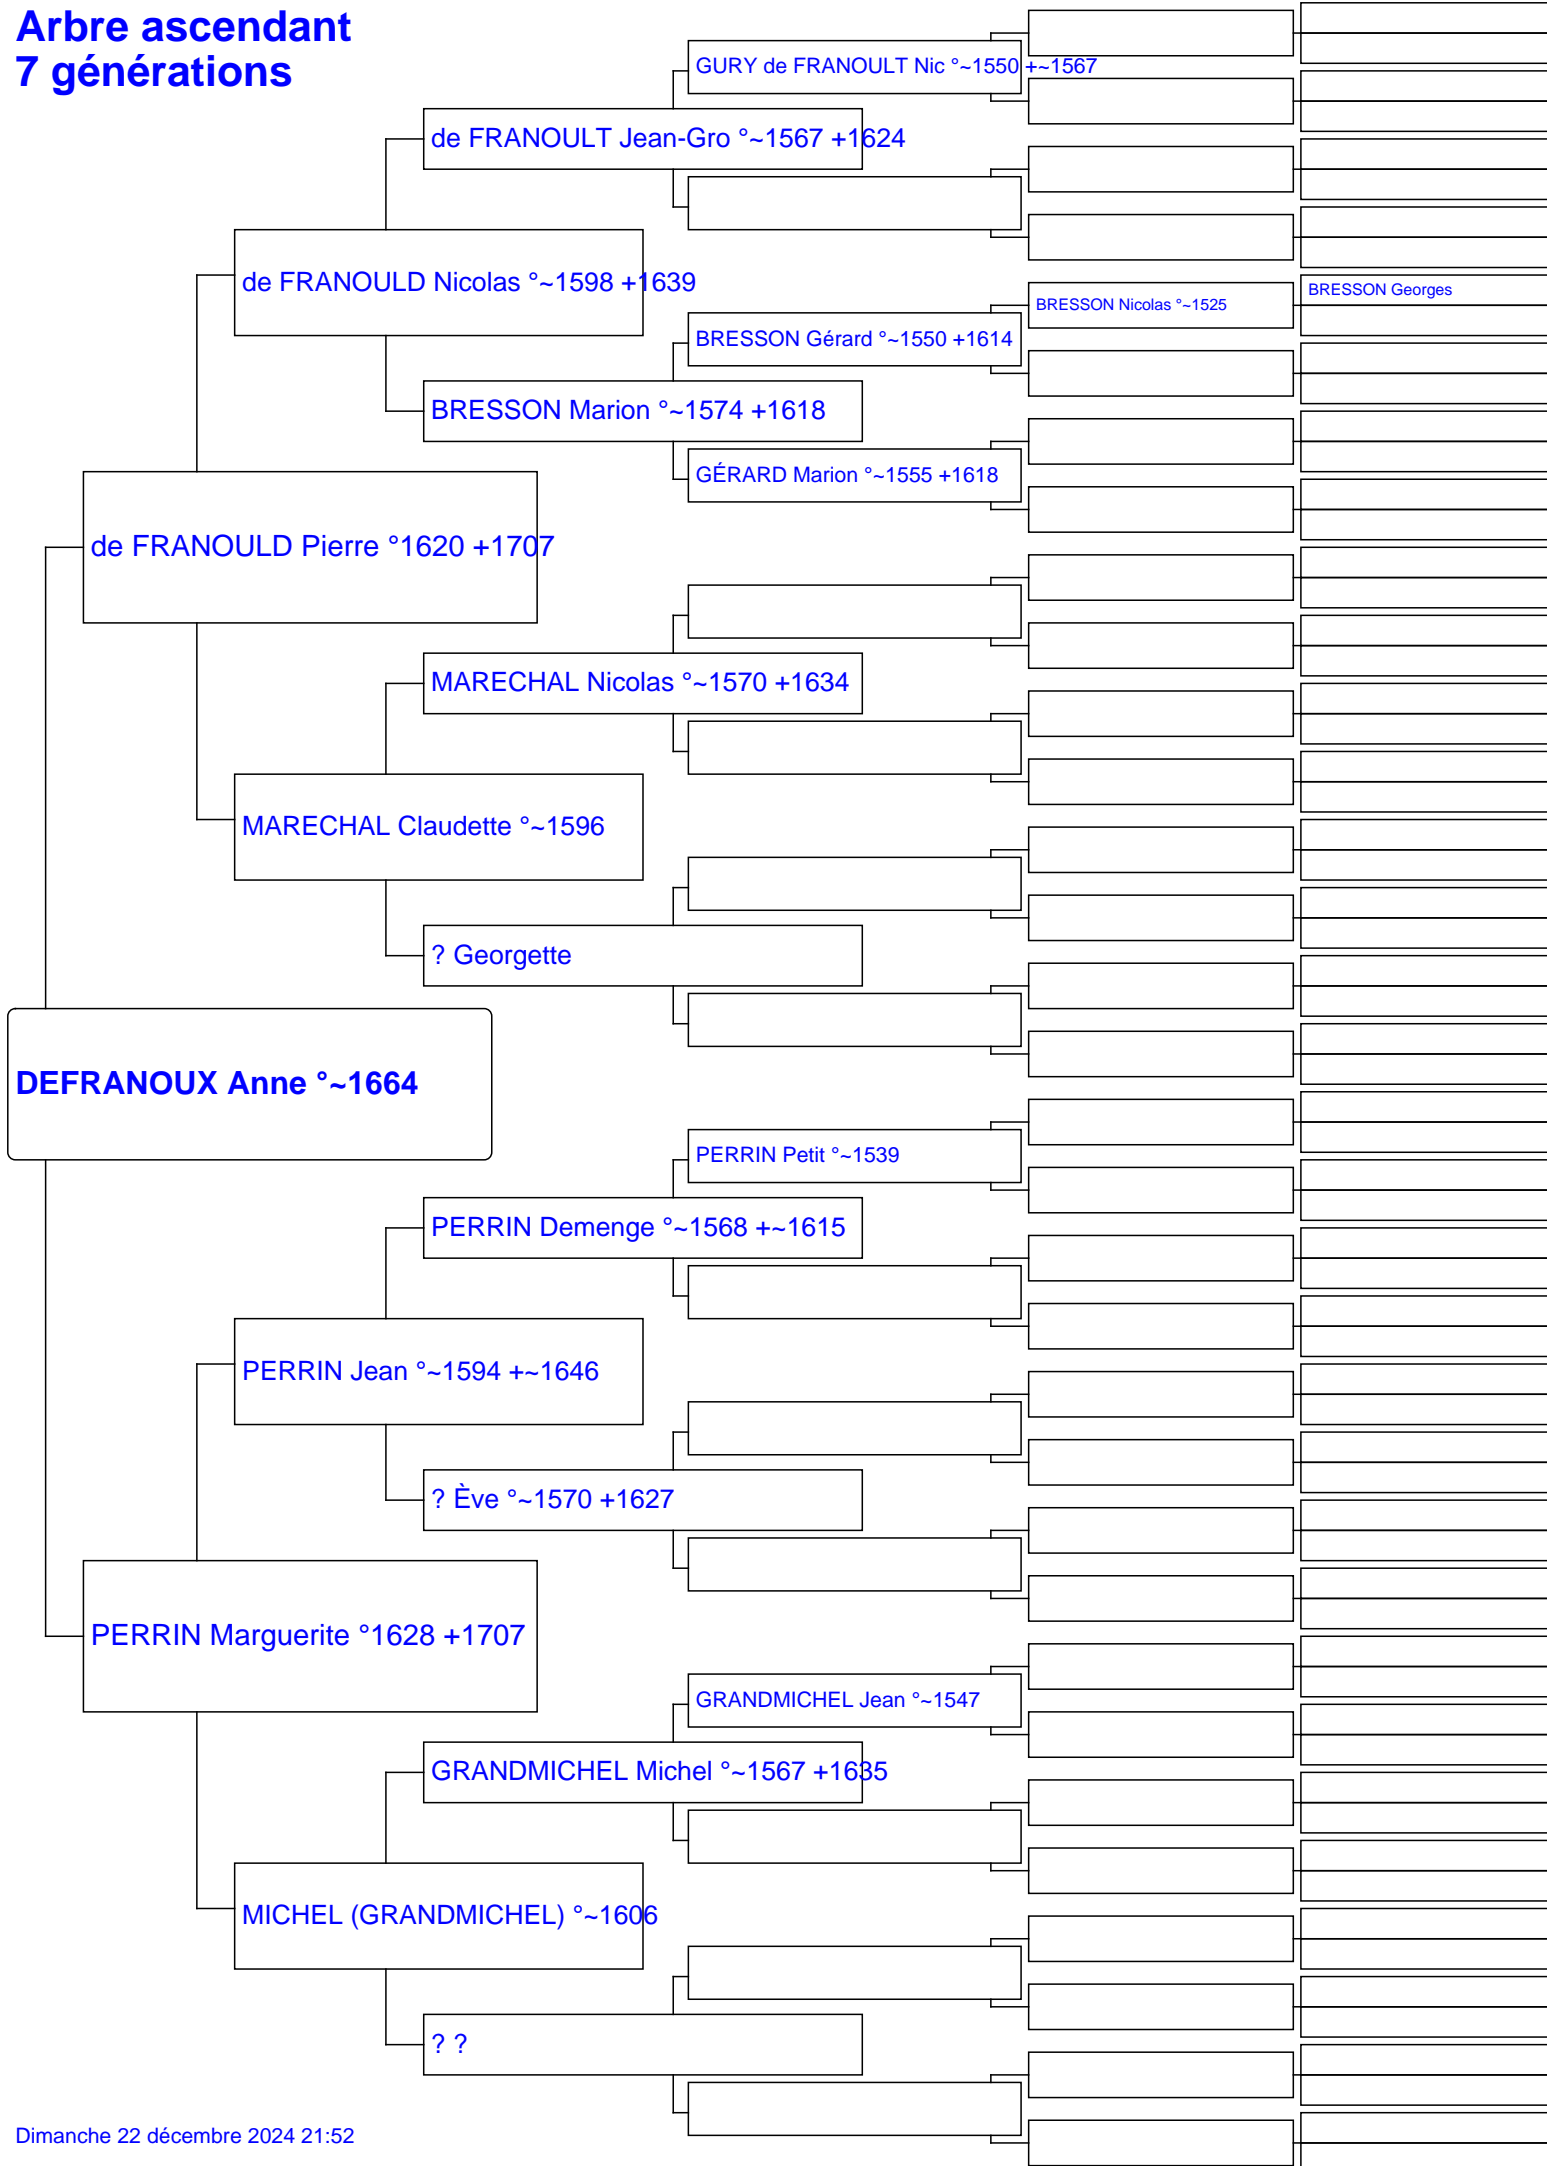 Arbre ascendant
7 générations
GURY de FRANOULT Nic °~1550 +~1567
de FRANOULT Jean-Gro °~1567 +1624
de FRANOULD Nicolas °~1598 +1639
BRESSON Georges
BRESSON Nicolas °~1525
BRESSON Gérard °~1550 +1614
BRESSON Marion °~1574 +1618
GÉRARD Marion °~1555 +1618
de FRANOULD Pierre °1620 +1707
MARECHAL Nicolas °~1570 +1634
MARECHAL Claudette °~1596
? Georgette
DEFRANOUX Anne °~1664
PERRIN Petit °~1539
PERRIN Demenge °~1568 +~1615
PERRIN Jean °~1594 +~1646
? Ève °~1570 +1627
PERRIN Marguerite °1628 +1707
GRANDMICHEL Jean °~1547
GRANDMICHEL Michel °~1567 +1635
MICHEL (GRANDMICHEL) °~1606
? ?
Dimanche 22 décembre 2024 21:52